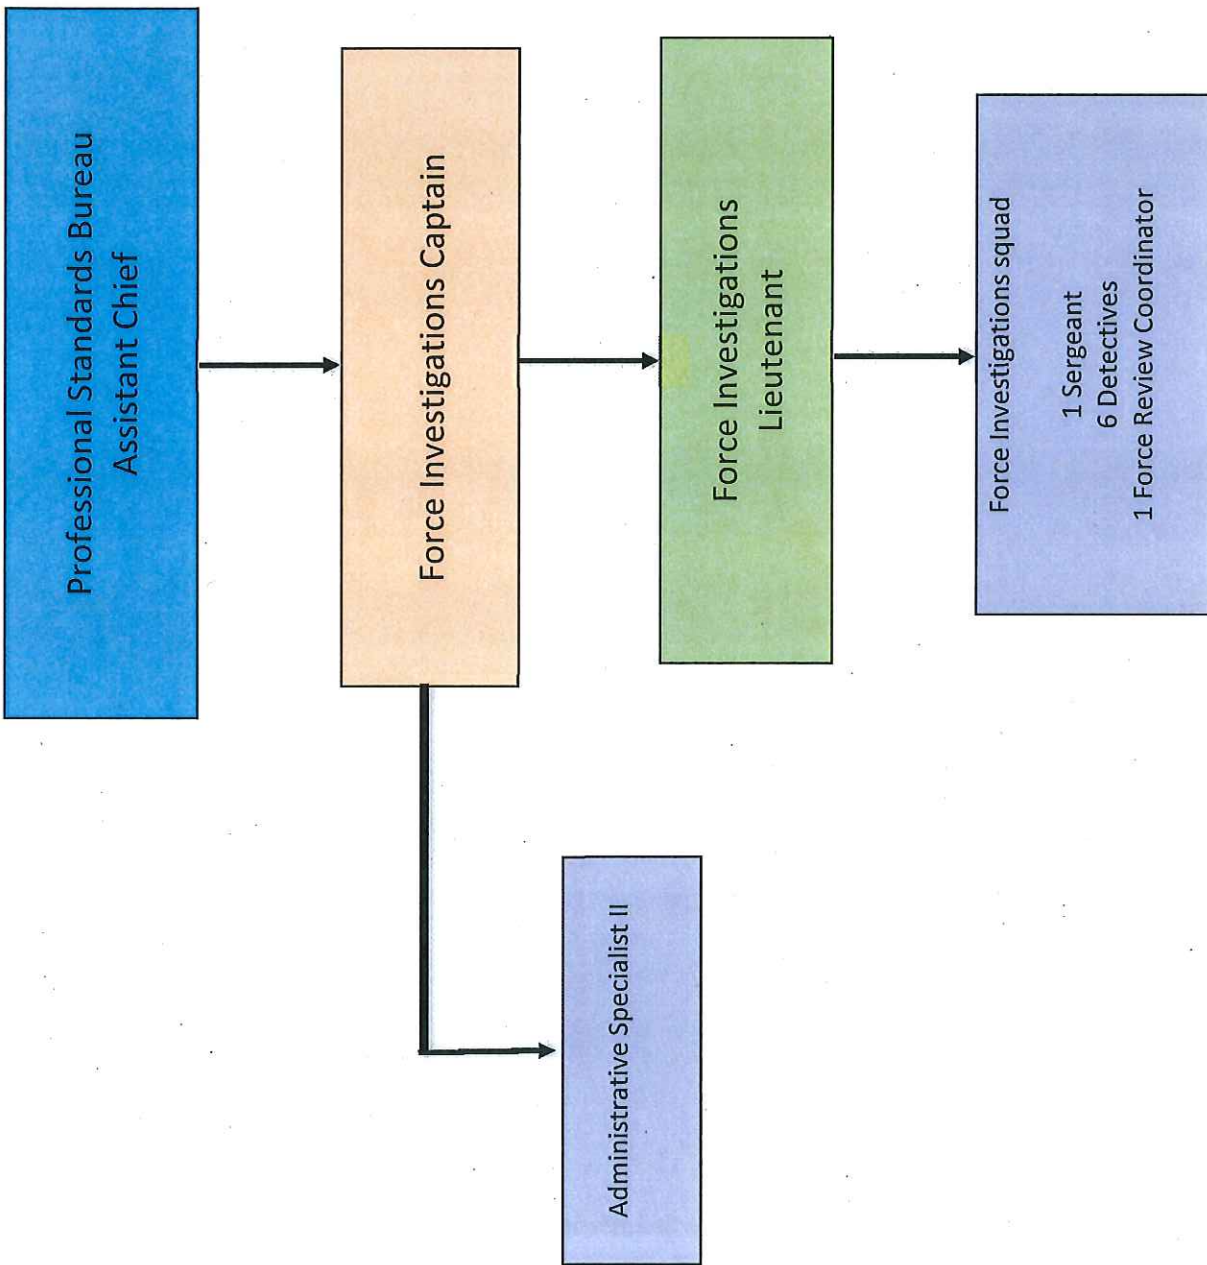 Professional Standards Bureau
Assistant Chief
Force Investigations Captain
Force Investigations
Lieutenant
Administrative Specialist II
Force Investigations squad
1 Sergeant
6 Detectives
1 Force Review Coordinator